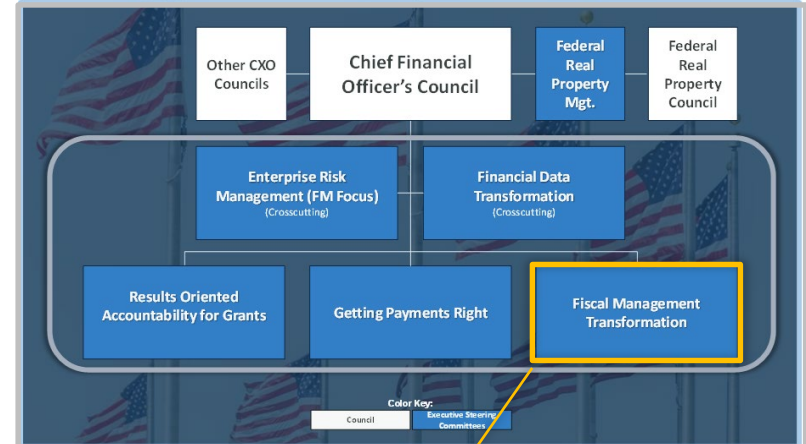 Other CXO
Councils
Chief Financial
Officer's Council
Federal
Real
Property
Mgt.
Federal
Real
Property
Council
Enterprise Risk
Management (FM Focus)
(Crosscutting)
Financial Data
Transformation
(Crosscutting)
Results Oriented
Accountability for Grants
Getting Payments Right
Fiscal Management
Transformation
Color Key:
Council
Executive Steering
Committees